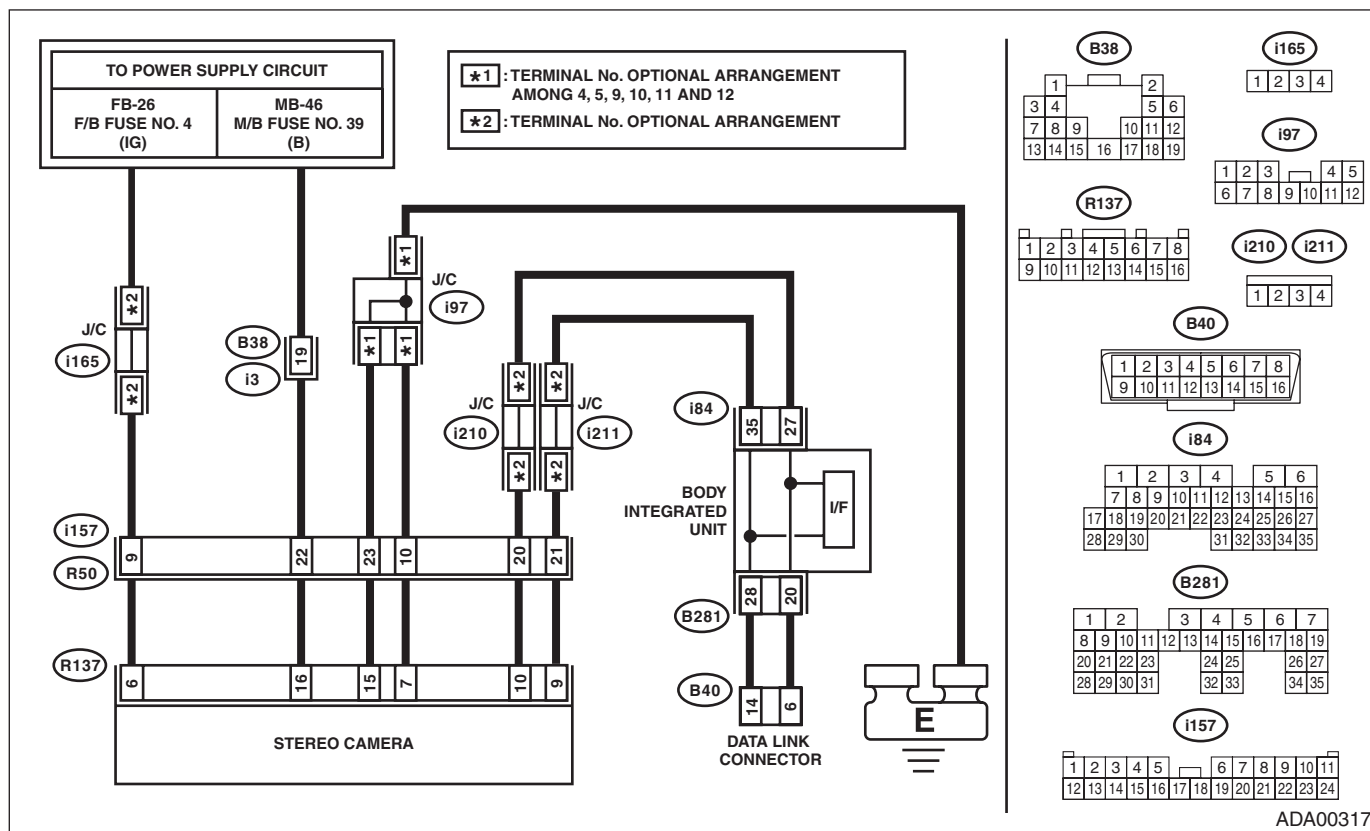 TO POWER SUPPLY CIRCUIT
FB-26
F/B FUSE NO. 4
(IG)
MB-46
M/B FUSE NO. 39
(B)
*1 : TERMINAL No. OPTIONAL ARRANGEMENT
AMONG 4, 5, 9, 10, 11 AND 12
*2 : TERMINAL No. OPTIONAL ARRANGEMENT
*2
J/C
i165
*2
B38
i3
19
*1
J/C
i97
*1 *1
*2 *2
J/C
i210
J/C
i211
*2 *2
i84
35 27
BODY
INTEGRATED
UNIT
I/F
28 20
B281
B40
14 6
DATA LINK
CONNECTOR
E
i157
R50
9 22 23 10 20 21
R137
6 16 15 7 10 9
STEREO CAMERA
B38
1 2
3 4 5 6
7 8 9 10 11 12
13 14 15 16 17 18 19
i165
1 2 3 4
i97
1 2 3 4 5
6 7 8 9 10 11 12
R137
1 2 3 4 5 6 7 8
9 10 11 12 13 14 15 16
i210 i211
1 2 3 4
B40
1 2 3 4 5 6 7 8
9 10 11 12 13 14 15 16
i84
1 2 3 4 5 6
7 8 9 10 11 12 13 14 15 16
17 18 19 20 21 22 23 24 25 26 27
28 29 30 31 32 33 34 35
B281
1 2 3 4 5 6 7
8 9 10 11 12 13 14 15 16 17 18 19
20 21 22 23 24 25 26 27
28 29 30 31 32 33 34 35
i157
1 2 3 4 5 6 7 8 9 10 11
12 13 14 15 16 17 18 19 20 21 22 23 24
ADA00317